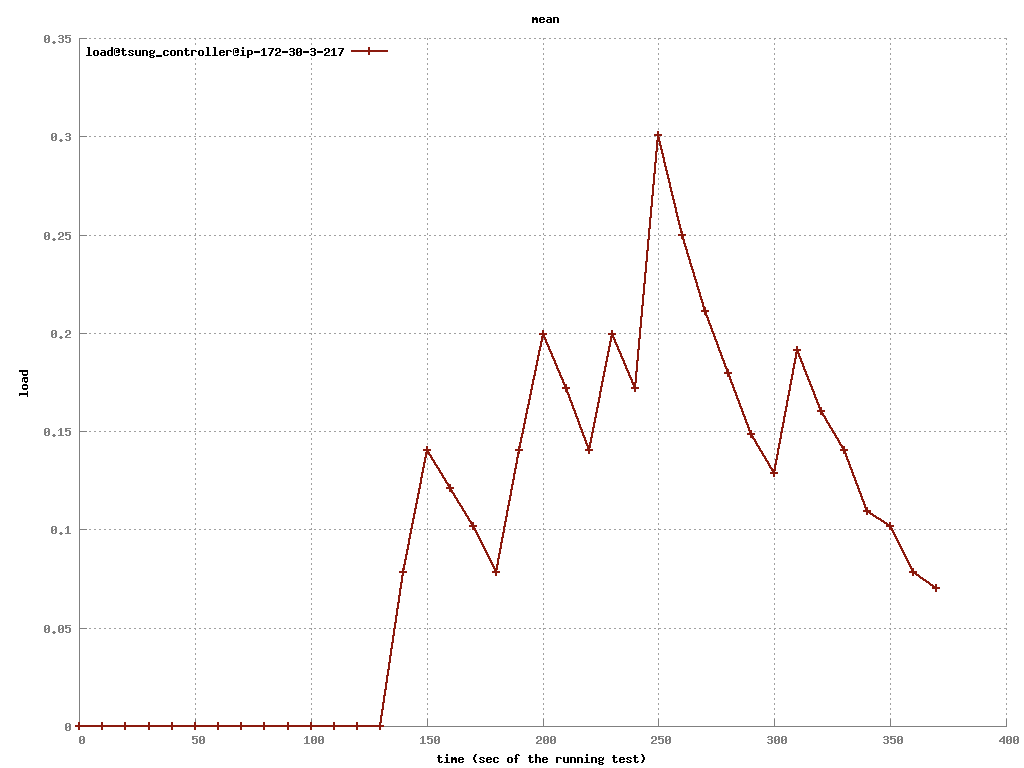 mean
load@tsung_controller@ip-172-30-3-217
0.35
0.3
0.25
0.2
0.15
0.1
0.05
0
load
0 50 100 150 200 250 300 350 400
time (sec of the running test)